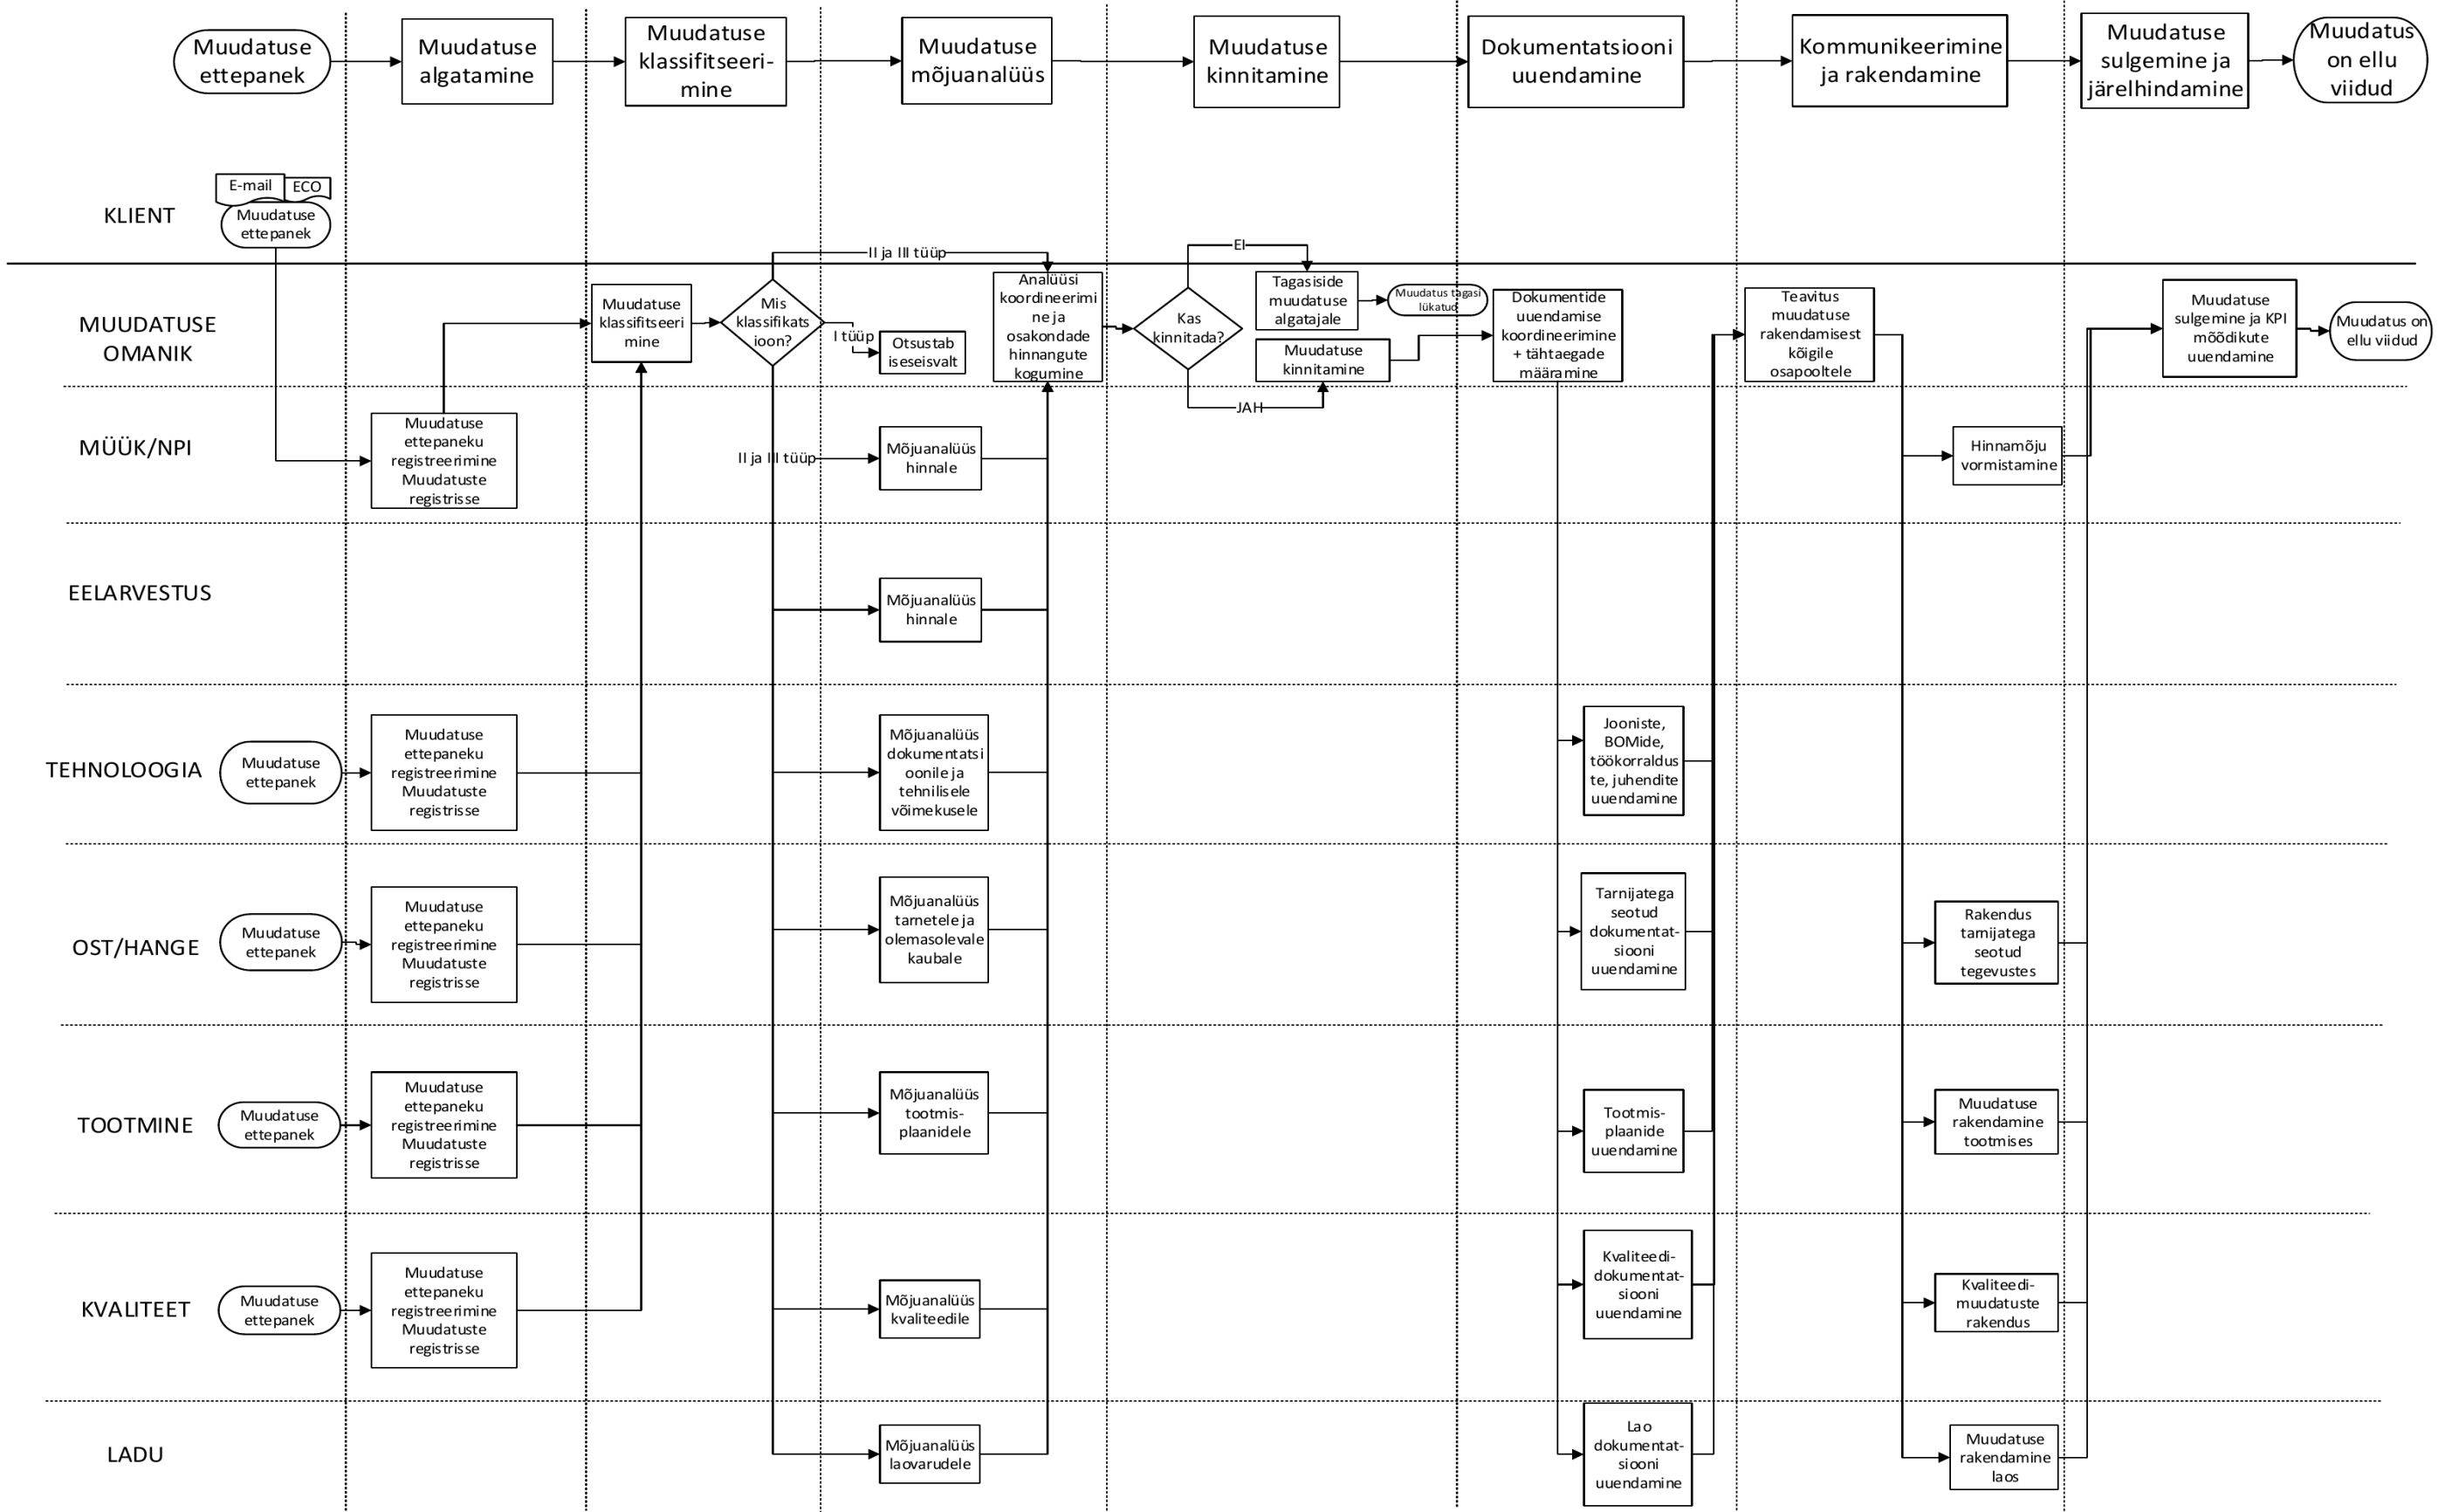 Muudatuse
ettepanek
Muudatuse
algatamine
Muudatuse
klassifitseeri-
mine
Muudatuse
mõjuanalüüs
Muudatuse
kinnitamine
Dokumentatsiooni
uuendamine
Kommunikeerimine
ja rakendamine
Muudatuse
sulgemine ja
järelhindamine
Muudatus
on ellu
viidud
KLIENT
E-mail
ECO
Muudatuse
ettepanek
MUUDATUSE
OMANIK
Muudatuse
klassifitseeri
mine
Mis
klassifikats
ioon?
II ja III tüüp
I tüüp
Otsustab
iseseisvalt
Analüüsi
koordineerimi
ne ja
osakondade
hinnangute
kogumine
Kas
kinnitada?
EI
JAH
Tagasiside
muudatuse
algatajale
Muudatus tagasi
lükatud
Muudatuse
kinnitamine
Dokumentide
uuendamise
koordineerimine
+ tähtaegade
määramine
Teavitus
muudatuse
rakendamisest
kõigile
osapooltele
Muudatuse
sulgemine ja KPI
mõõdikute
uuendamine
Muudatus on
ellu viidud
MÜÜK/NPI
Muudatuse
ettepaneku
registreerimine
Muudatuste
registrisse
II ja III tüüp
Mõjuanalüüs
hinnale
Hinnamõju
vormistamine
EELARVESTUS
Mõjuanalüüs
hinnale
TEHNOLOOGIA
Muudatuse
ettepanek
Muudatuse
ettepaneku
registreerimine
Muudatuste
registrisse
Mõjuanalüüs
dokumentatsi
oonile ja
tehnilisele
võimekusele
Jooniste,
BOMide,
töökorraldus
te, juhendite
uuendamine
OST/HANGE
Muudatuse
ettepanek
Muudatuse
ettepaneku
registreerimine
Muudatuste
registrisse
Mõjuanalüüs
tarnetele ja
olemasolevale
kaubale
Tarnijatega
seotud
dokumentat-
siooni
uuendamine
Rakendus
tarnijatega
seotud
tegevustes
TOOTMINE
Muudatuse
ettepanek
Muudatuse
ettepaneku
registreerimine
Muudatuste
registrisse
Mõjuanalüüs
tootmis-
plaanidele
Tootmis-
plaanide
uuendamine
Muudatuse
rakendamine
tootmises
KVALITEET
Muudatuse
ettepanek
Muudatuse
ettepaneku
registreerimine
Muudatuste
registrisse
Mõjuanalüüs
kvaliteedile
Kvaliteedi-
dokumentat-
siooni
uuendamine
Kvaliteedi-
muudatuste
rakendus
LADU
Mõjuanalüüs
laovarudele
Lao
dokumentat-
siooni
uuendamine
Muudatuse
rakendamine
laos